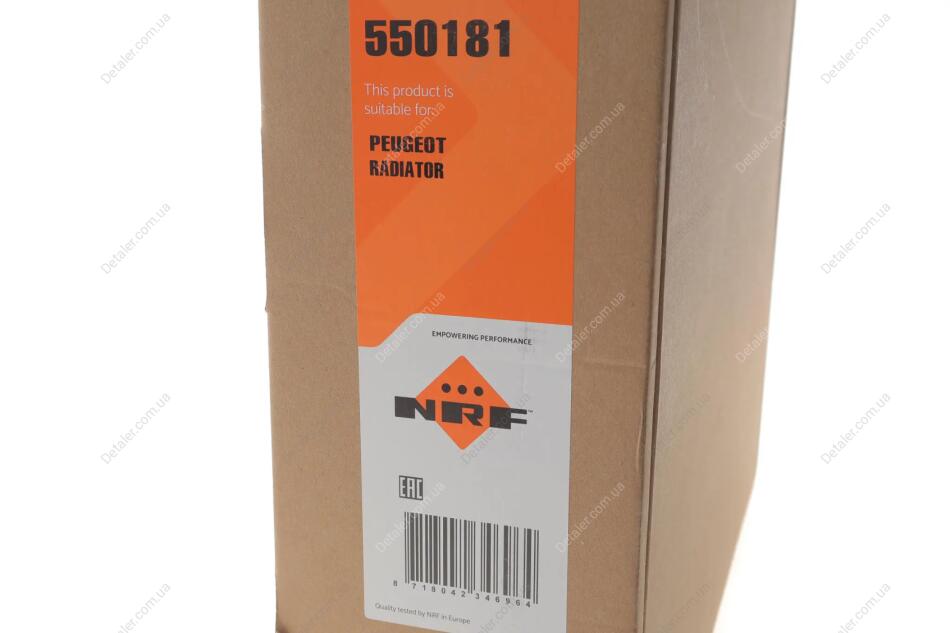 550181
This product is
suitable for:
PEUGEOT
RADIATOR
EMPOWERING PERFORMANCE
NRF™
EAC
8 718042 346964
Quality tested by NRF in Europe
Detaler.com.ua